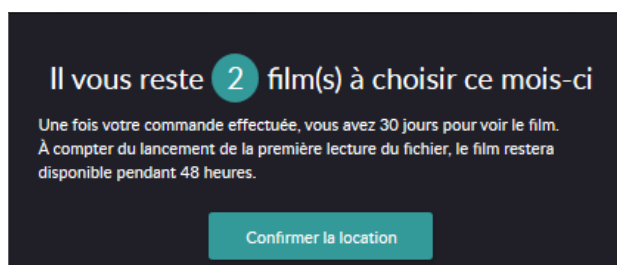 Il vous reste 2 film(s) à choisir ce mois-ci
Une fois votre commande effectuée, vous avez 30 jours pour voir le film.
À compter du lancement de la première lecture du fichier, le film restera
disponible pendant 48 heures.
Confirmer la location